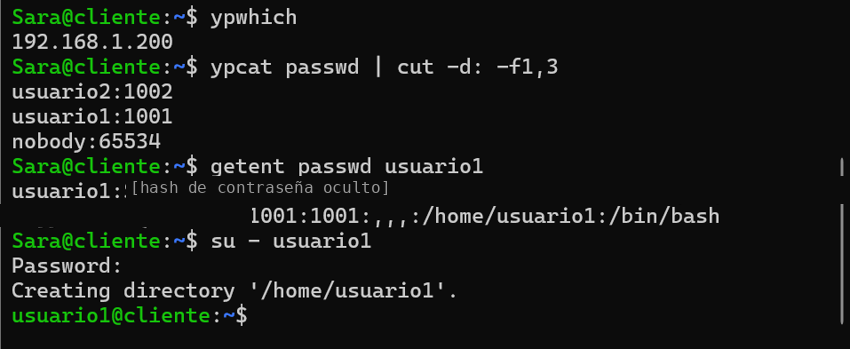 Sara@cliente:~$ ypwhich
192.168.1.200
Sara@cliente:~$ ypcat passwd | cut -d: -f1,3
usuario2:1002
usuario1:1001
nobody:65534
Sara@cliente:~$ getent passwd usuario1
usuario1:
[hash de contraseña oculto]
1001:1001:,,,:/home/usuario1:/bin/bash
Sara@cliente:~$ su - usuario1
Password:
Creating directory '/home/usuario1'.
usuario1@cliente:~$